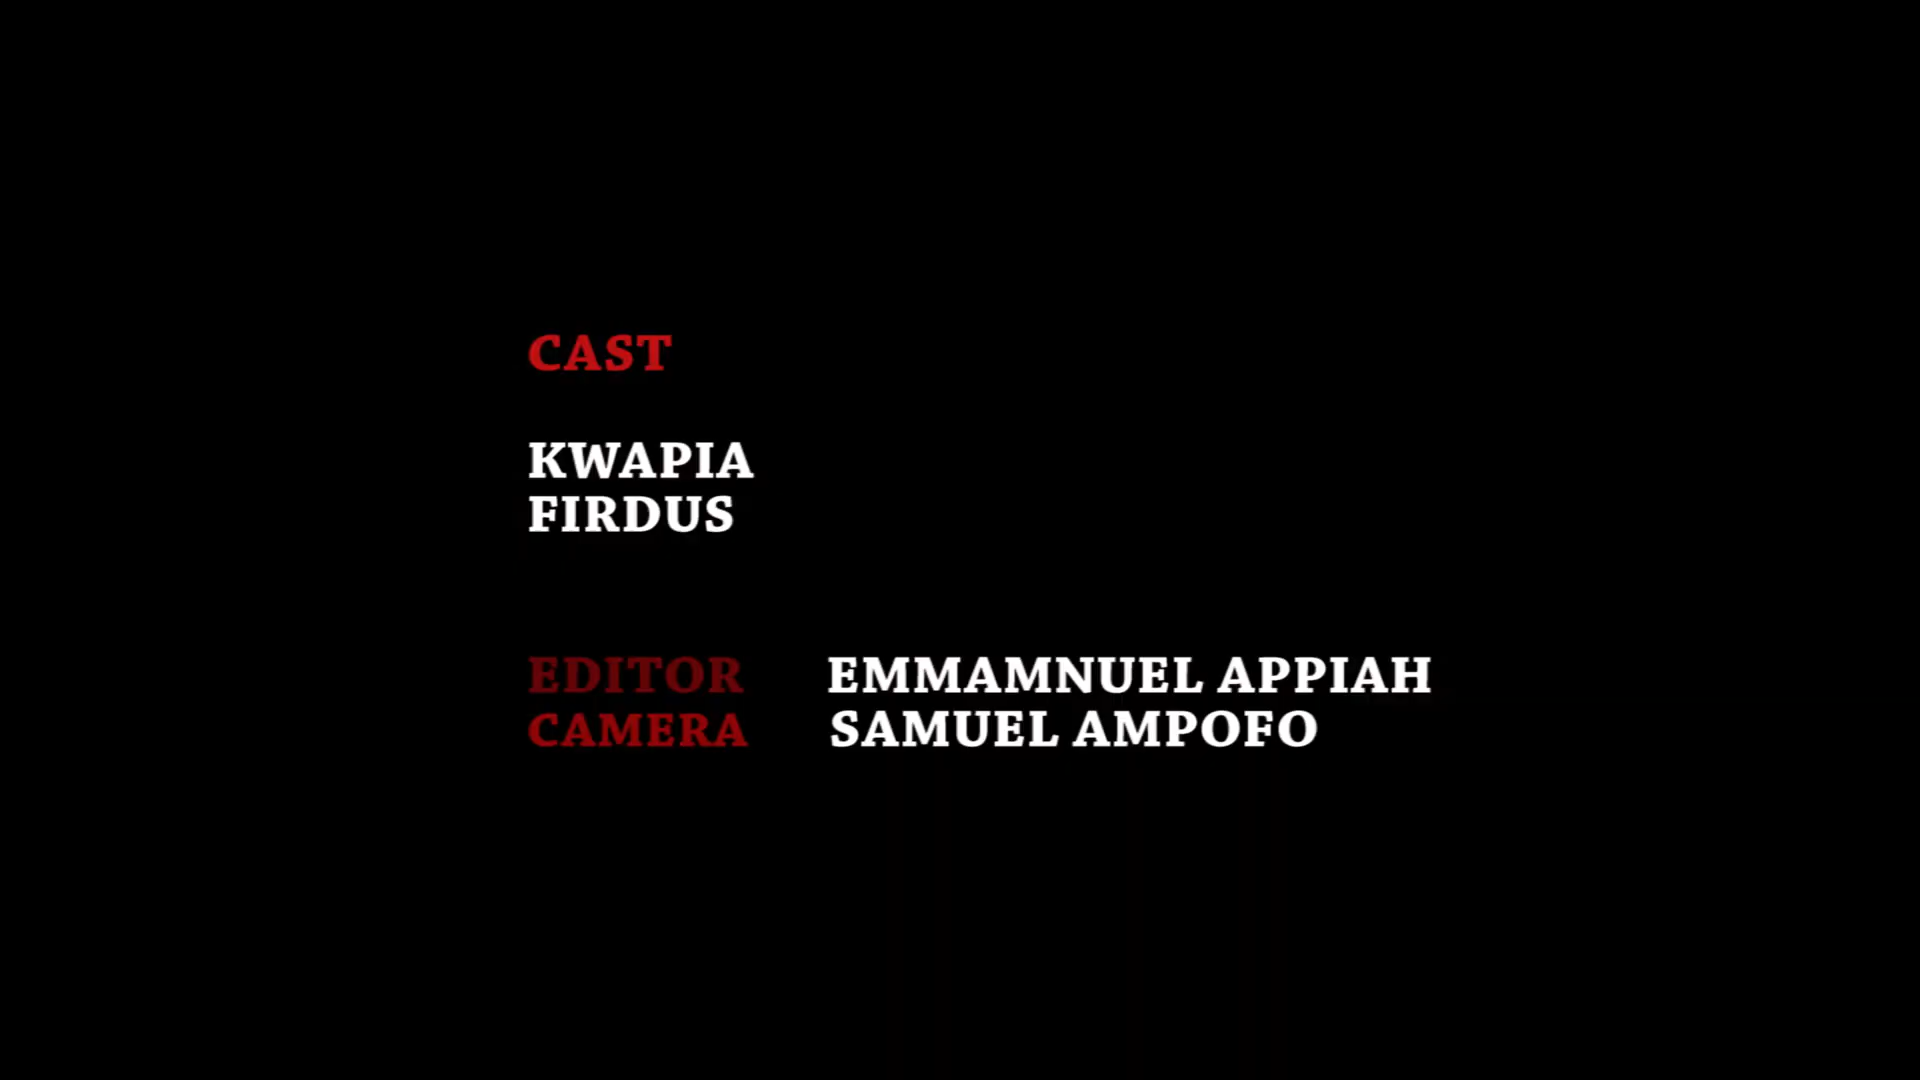 CAST
KWAPIA
FIRDUS
EDITOR EMMAMNUEL APPIAH
CAMERA SAMUEL AMPOFO